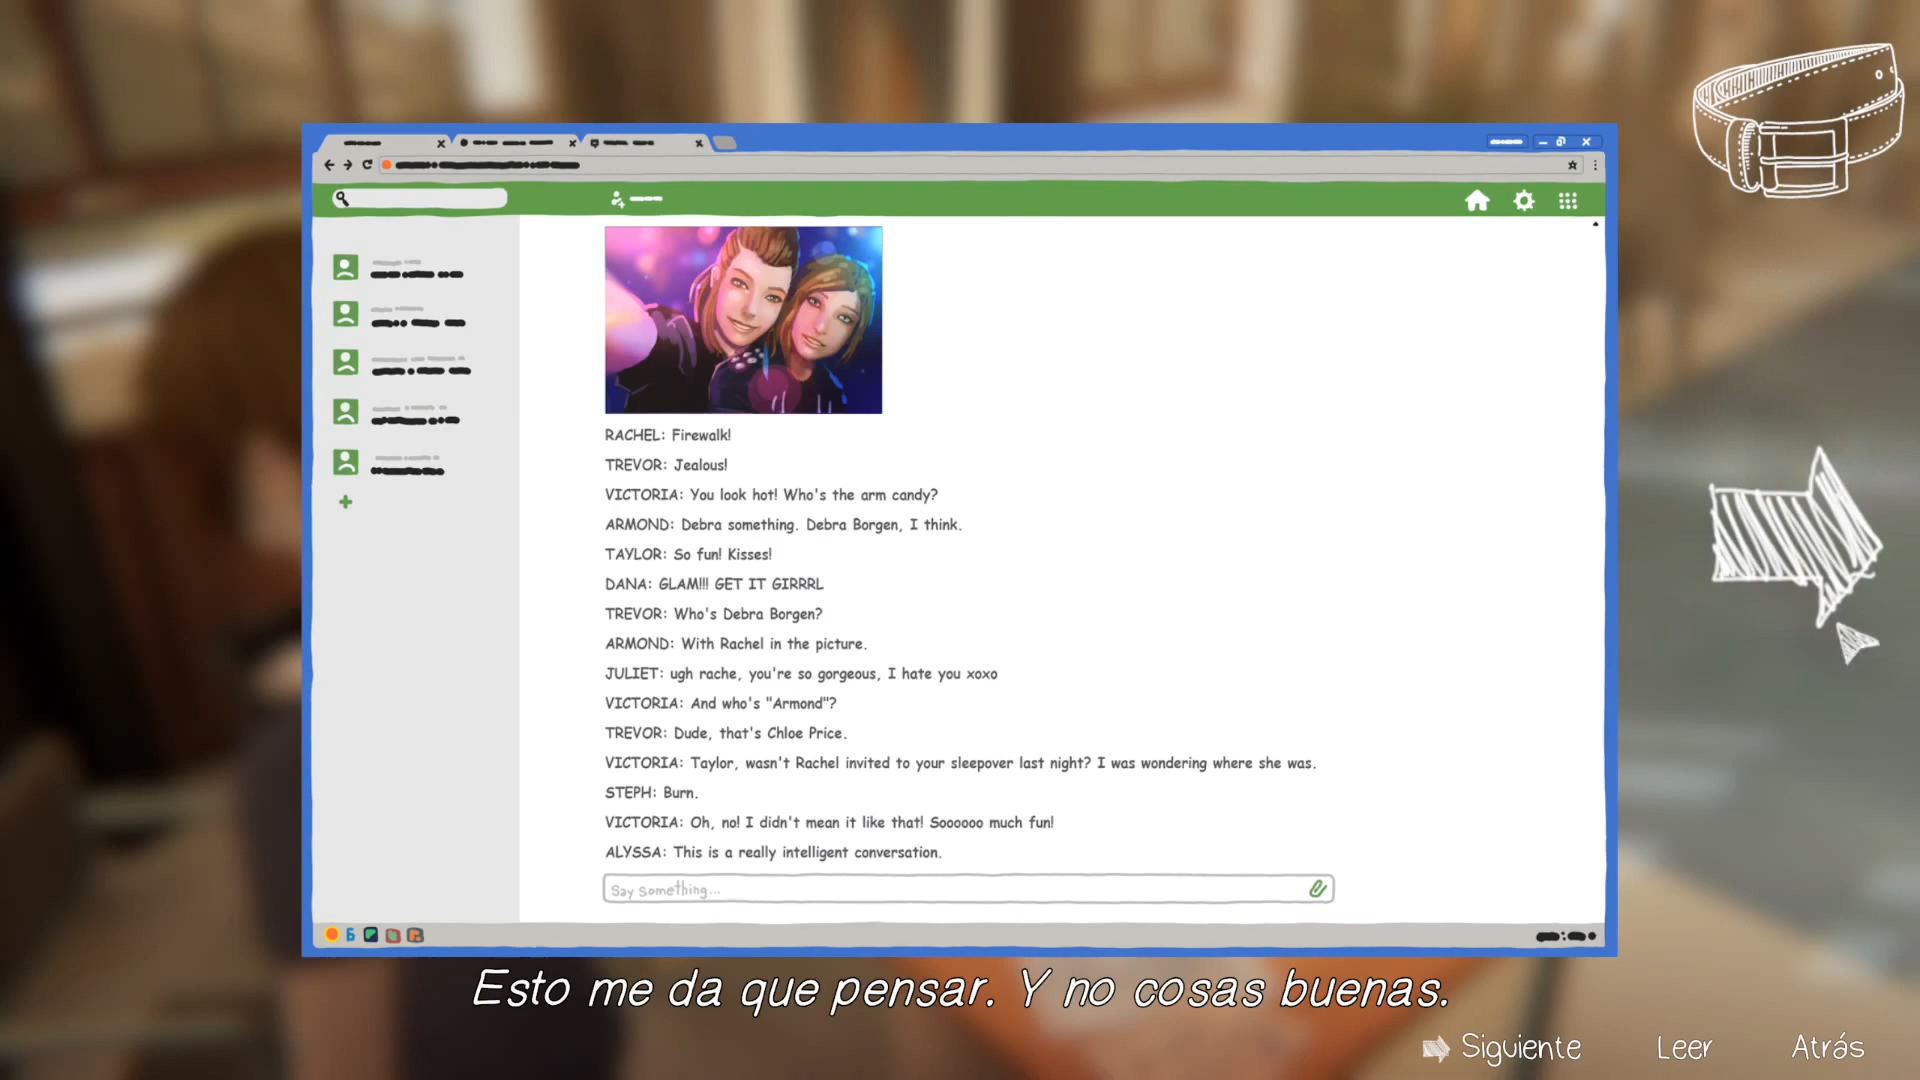 RACHEL: Firewalk!
TREVOR: Jealous!
VICTORIA: You look hot! Who's the arm candy?
ARMOND: Debra something. Debra Borgen, I think.
TAYLOR: So fun! Kisses!
DANA: GLAM!!! GET IT GIRRRL
TREVOR: Who's Debra Borgen?
ARMOND: With Rachel in the picture.
JULIET: ugh rache, you're so gorgeous, I hate you xoxo
VICTORIA: And who's "Armond"?
TREVOR: Dude, that's Chloe Price.
VICTORIA: Taylor, wasn't Rachel invited to your sleepover last night? I was wondering where she was.
STEPH: Burn.
VICTORIA: Oh, no! I didn't mean it like that! Soooooo much fun!
ALYSSA: This is a really intelligent conversation.
Say something...
Esto me da que pensar. Y no cosas buenas.
Siguiente Leer Atrás